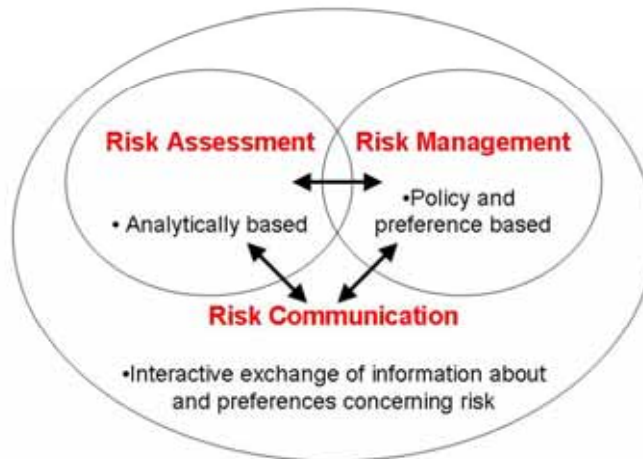 Risk Assessment
Risk Management
• Analytically based
•Policy and
preference based
Risk Communication
•Interactive exchange of information about
and preferences concerning risk